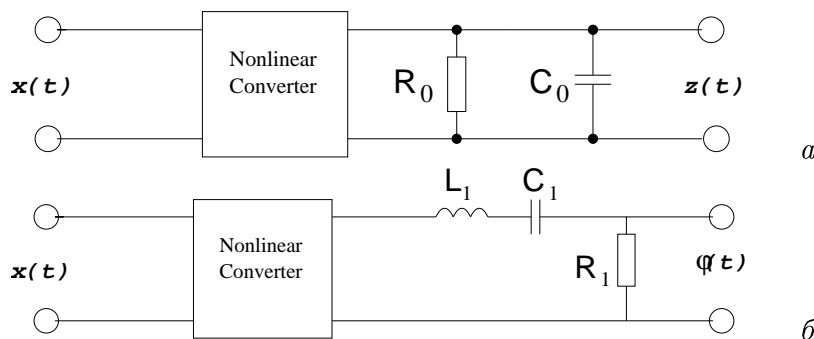 Nonlinear
Converter
x(t)
R0
C0
z(t)
а
L1
C1
Nonlinear
Converter
x(t)
R1
φ(t)
б